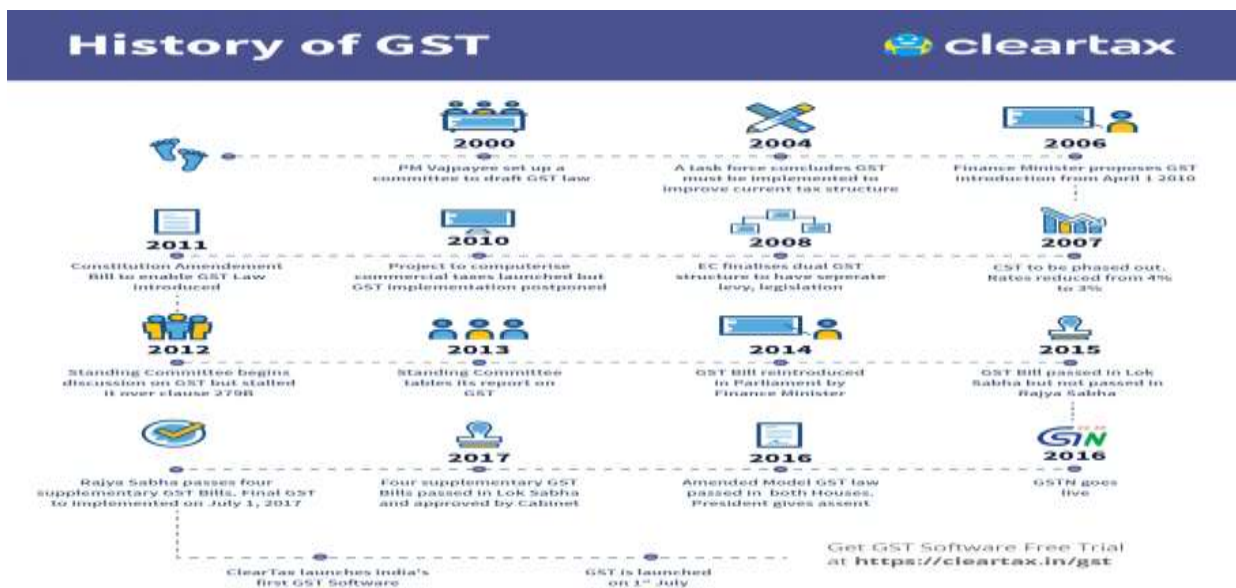 History of GST
cleartax
2000
PM Vajpayee set up a
committee to draft GST law
2004
A task force concludes GST
must be implemented to
improve current tax structure
2006
Finance Minister proposes GST
introduction from April 1 2010
2007
CST to be phased out.
Rates reduced from 4%
to 3%
2008
EC finalises dual GST
structure to have seperate
levy, legislation
2010
Project to computerise
commercial taxes launched but
GST implementation postponed
2011
Constitution Amendement
Bill to enable GST Law
introduced
2012
Standing Committee begins
discussion on GST but stalled
it over clause 279B
2013
Standing Committee
tables its report on
GST
2014
GST Bill reintroduced
in Parliament by
Finance Minister
2015
GST Bill passed in Lok
Sabha but not passed in
Rajya Sabha
GSTN
2016
GSTN goes
live
2016
Amended Model GST law
passed in both Houses.
President gives assent
2017
Four supplementary GST
Bills passed in Lok Sabha
and approved by Cabinet
Rajya Sabha passes four
supplementary GST Bills. Final GST
to implemented on July 1, 2017
ClearTax launches India's
first GST Software
GST is launched
on 1st July
Get GST Software Free Trial
at https://cleartax.in/gst